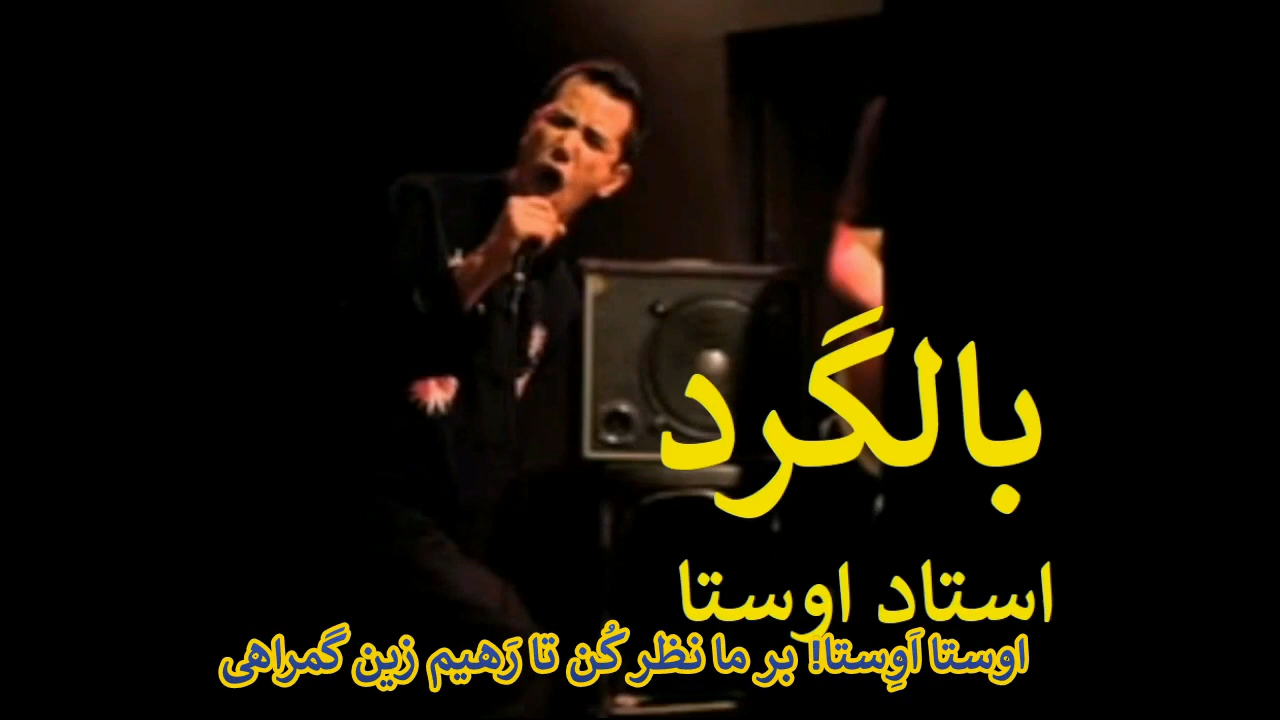 بالگرد
استاد اوستا
اوستا اَوِستا! بر ما نظر کُن تا رَهیم زین گمراهی